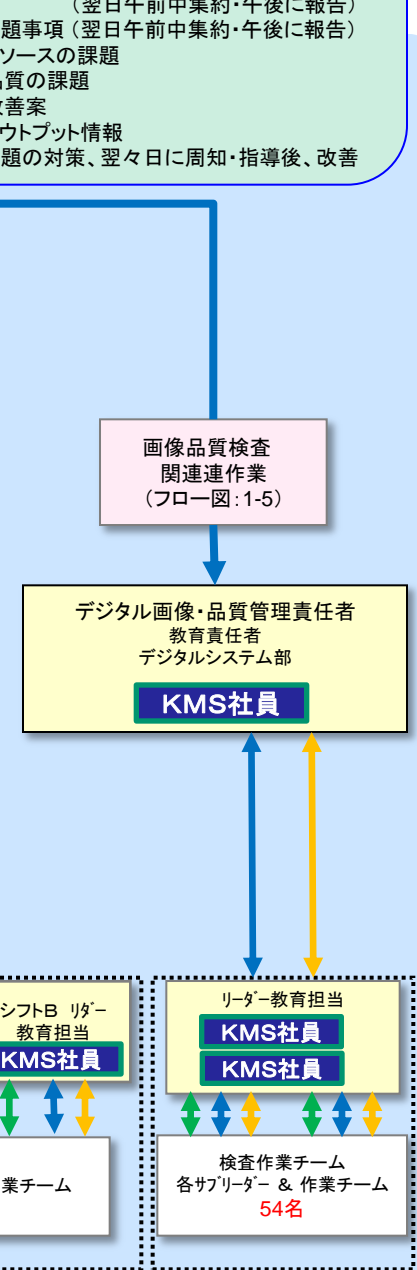 （翌日午前中集約・午後に報告）
題事項（翌日午前中集約・午後に報告）
ソースの課題
品質の課題
改善案
ウトプット情報
題の対策、翌々日に周知・指導後、改善
画像品質検査
関連連作業
（フロー図：1-5）
デジタル画像・品質管理責任者
教育責任者
デジタルシステム部
KMS社員
シフトB ﾘｰﾀﾞｰ
教育担当
KMS社員
業チーム
ﾘｰﾀﾞｰ教育担当
KMS社員
KMS社員
検査作業チーム
各ｻﾌﾞﾘｰﾀﾞｰ ＆ 作業チーム
54名